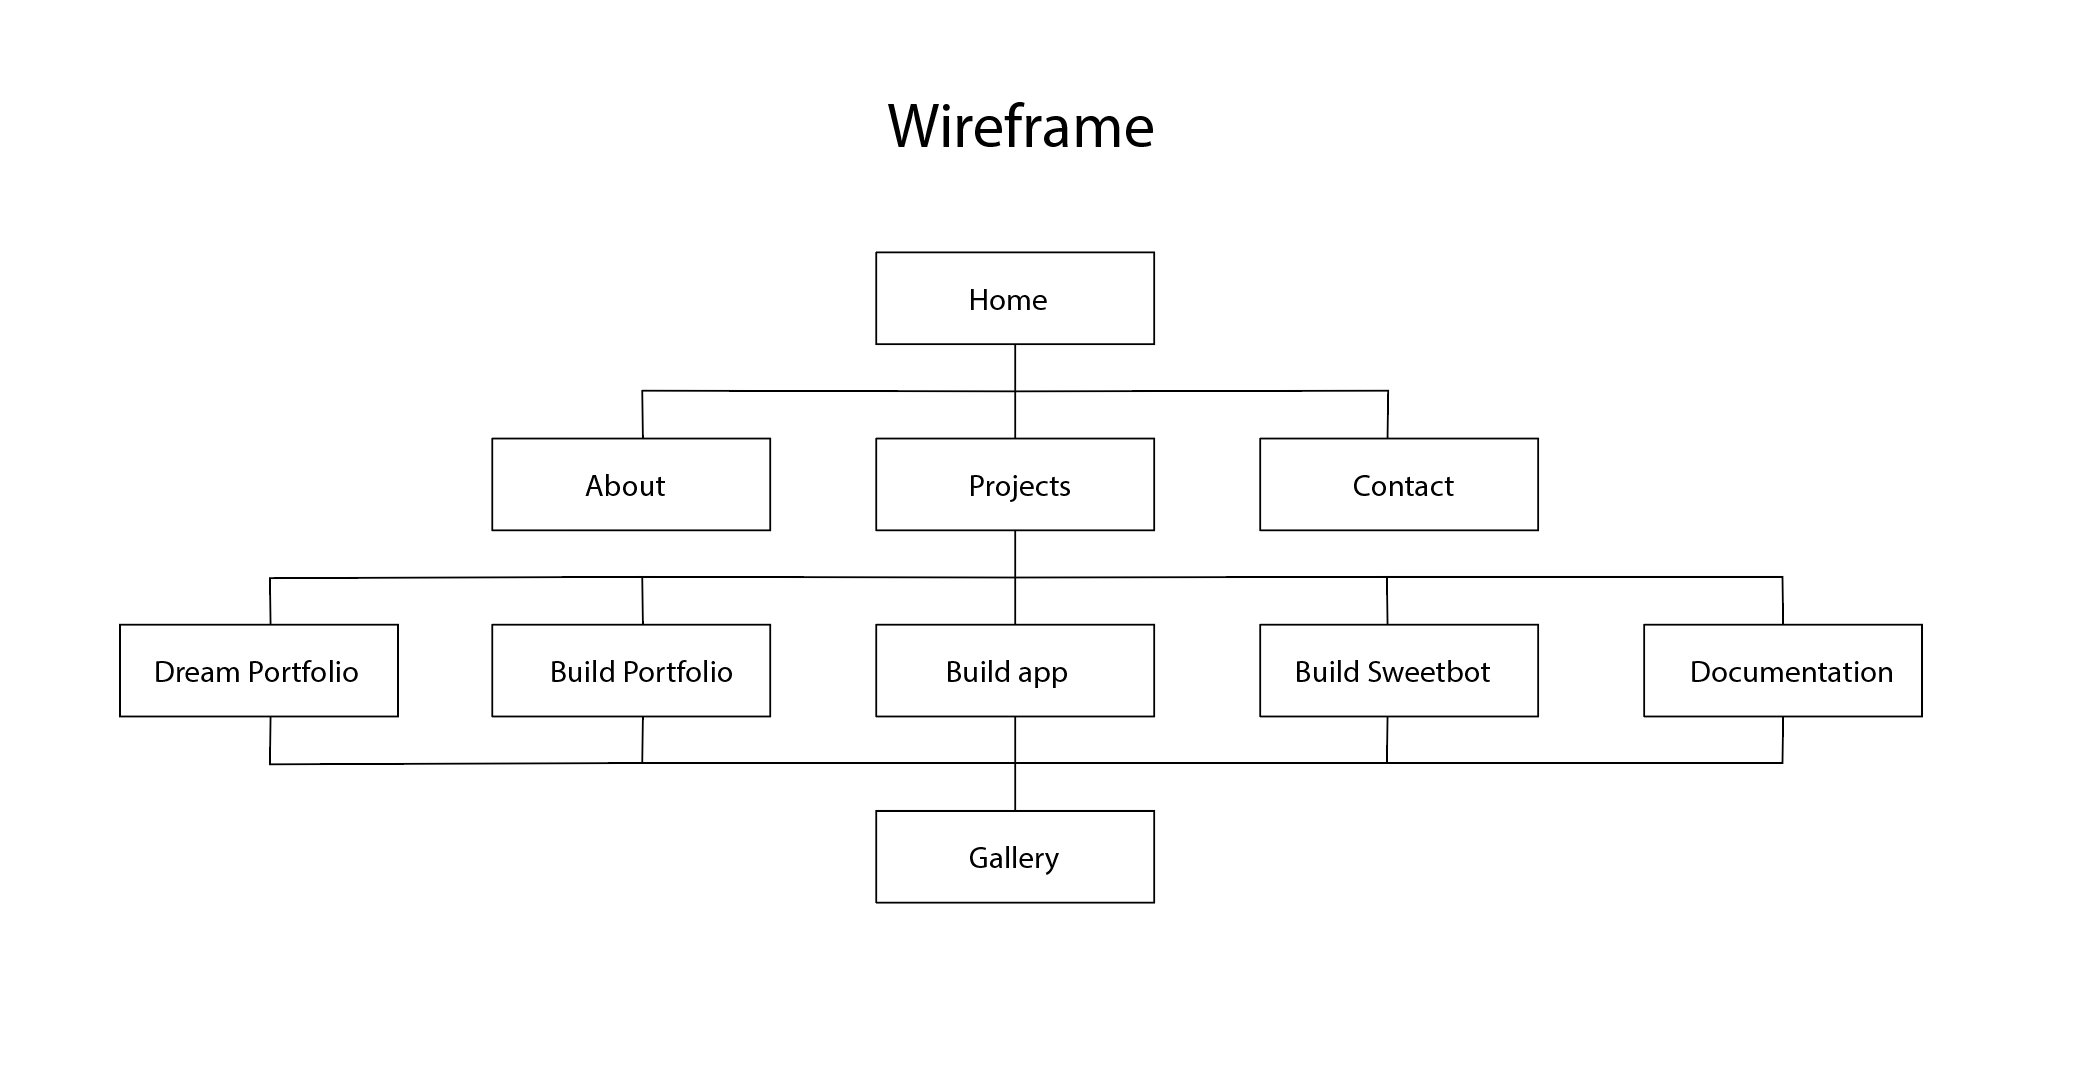 Wireframe
Home
About
Projects
Contact
Dream Portfolio
Build Portfolio
Build app
Build Sweetbot
Documentation
Gallery